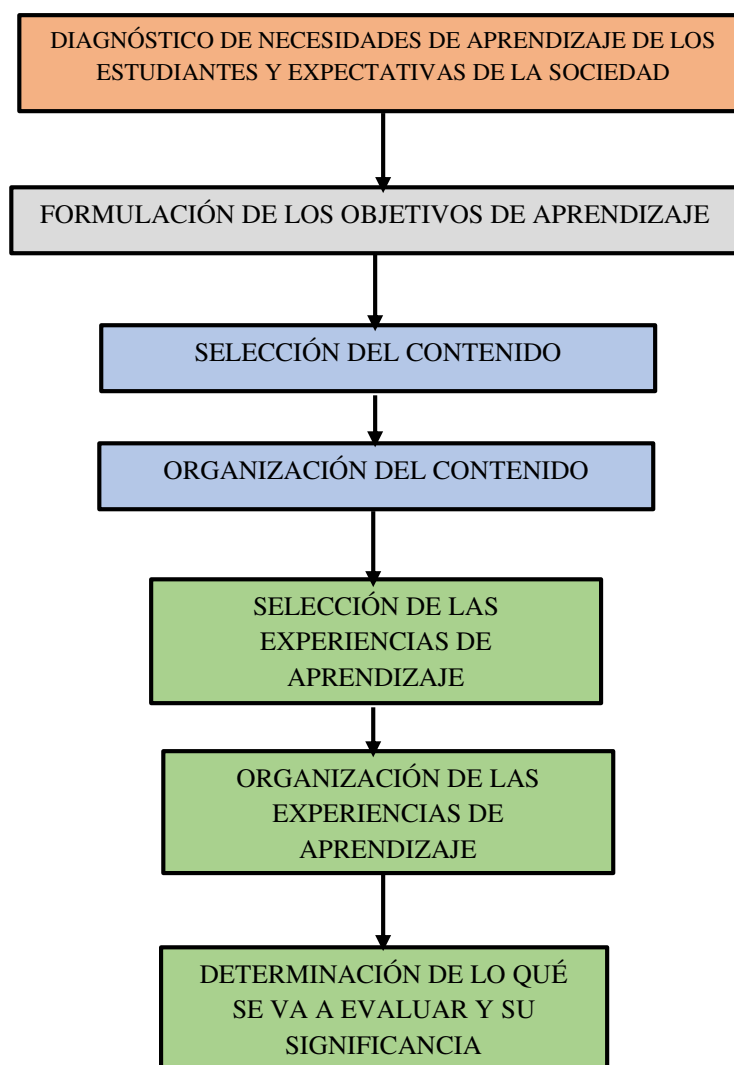 DIAGNÓSTICO DE NECESIDADES DE APRENDIZAJE DE LOS
ESTUDIANTES Y EXPECTATIVAS DE LA SOCIEDAD
FORMULACIÓN DE LOS OBJETIVOS DE APRENDIZAJE
SELECCIÓN DEL CONTENIDO
ORGANIZACIÓN DEL CONTENIDO
SELECCIÓN DE LAS
EXPERIENCIAS DE
APRENDIZAJE
ORGANIZACIÓN DE LAS
EXPERIENCIAS DE
APRENDIZAJE
DETERMINACIÓN DE LO QUÉ
SE VA A EVALUAR Y SU
SIGNIFICANCIA